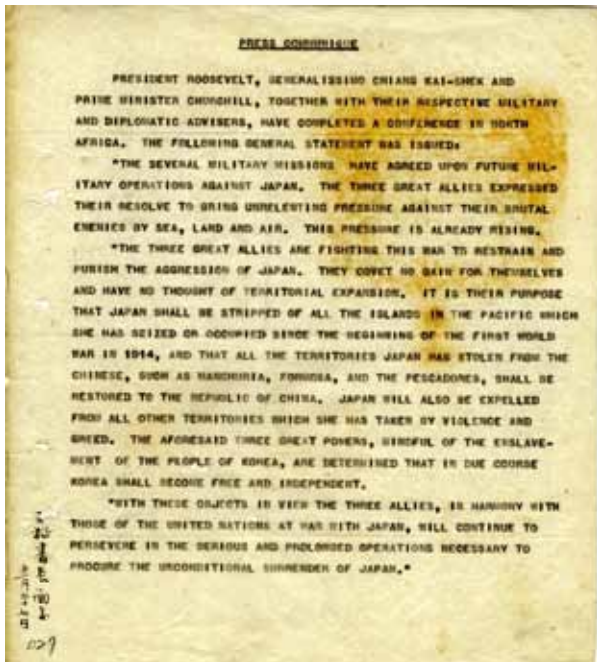 PRESS COMMUNIQUE
PRESIDENT ROOSEVELT, GENERALISSIMO CHIANG KAI-SHEK AND
PRIME MINISTER CHURCHILL, TOGETHER WITH THEIR RESPECTIVE MILITARY
AND DIPLOMATIC ADVISERS, HAVE COMPLETED A CONFERENCE IN NORTH
AFRICA. THE FOLLOWING GENERAL STATEMENT WAS ISSUED:
"THE SEVERAL MILITARY MISSIONS HAVE AGREED UPON FUTURE MIL-
ITARY OPERATIONS AGAINST JAPAN. THE THREE GREAT ALLIES EXPRESSED
THEIR RESOLVE TO BRING UNRELENTING PRESSURE AGAINST THEIR BRUTAL
ENEMIES BY SEA, LAND AND AIR. THIS PRESSURE IS ALREADY RISING.
"THE THREE GREAT ALLIES ARE FIGHTING THIS WAR TO RESTRAIN AND
PUNISH THE AGGRESSION OF JAPAN. THEY COVET NO GAIN FOR THEMSELVES
AND HAVE NO THOUGHT OF TERRITORIAL EXPANSION. IT IS THEIR PURPOSE
THAT JAPAN SHALL BE STRIPPED OF ALL THE ISLANDS IN THE PACIFIC WHICH
SHE HAS SEIZED OR OCCUPIED SINCE THE BEGINNING OF THE FIRST WORLD
WAR IN 1914, AND THAT ALL THE TERRITORIES JAPAN HAS STOLEN FROM THE
CHINESE, SUCH AS MANCHURIA, FORMOSA, AND THE PESCADORES, SHALL BE
RESTORED TO THE REPUBLIC OF CHINA. JAPAN WILL ALSO BE EXPELLED
FROM ALL OTHER TERRITORIES WHICH SHE HAS TAKEN BY VIOLENCE AND
GREED. THE AFORESAID THREE GREAT POWERS, MINDFUL OF THE ENSLAVE-
MENT OF THE PEOPLE OF KOREA, ARE DETERMINED THAT IN DUE COURSE
KOREA SHALL BECOME FREE AND INDEPENDENT.
"WITH THESE OBJECTS IN VIEW THE THREE ALLIES, IN HARMONY WITH
THOSE OF THE UNITED NATIONS AT WAR WITH JAPAN, WILL CONTINUE TO
PERSEVERE IN THE SERIOUS AND PROLONGED OPERATIONS NECESSARY TO
PROCURE THE UNCONDITIONAL SURRENDER OF JAPAN."
027